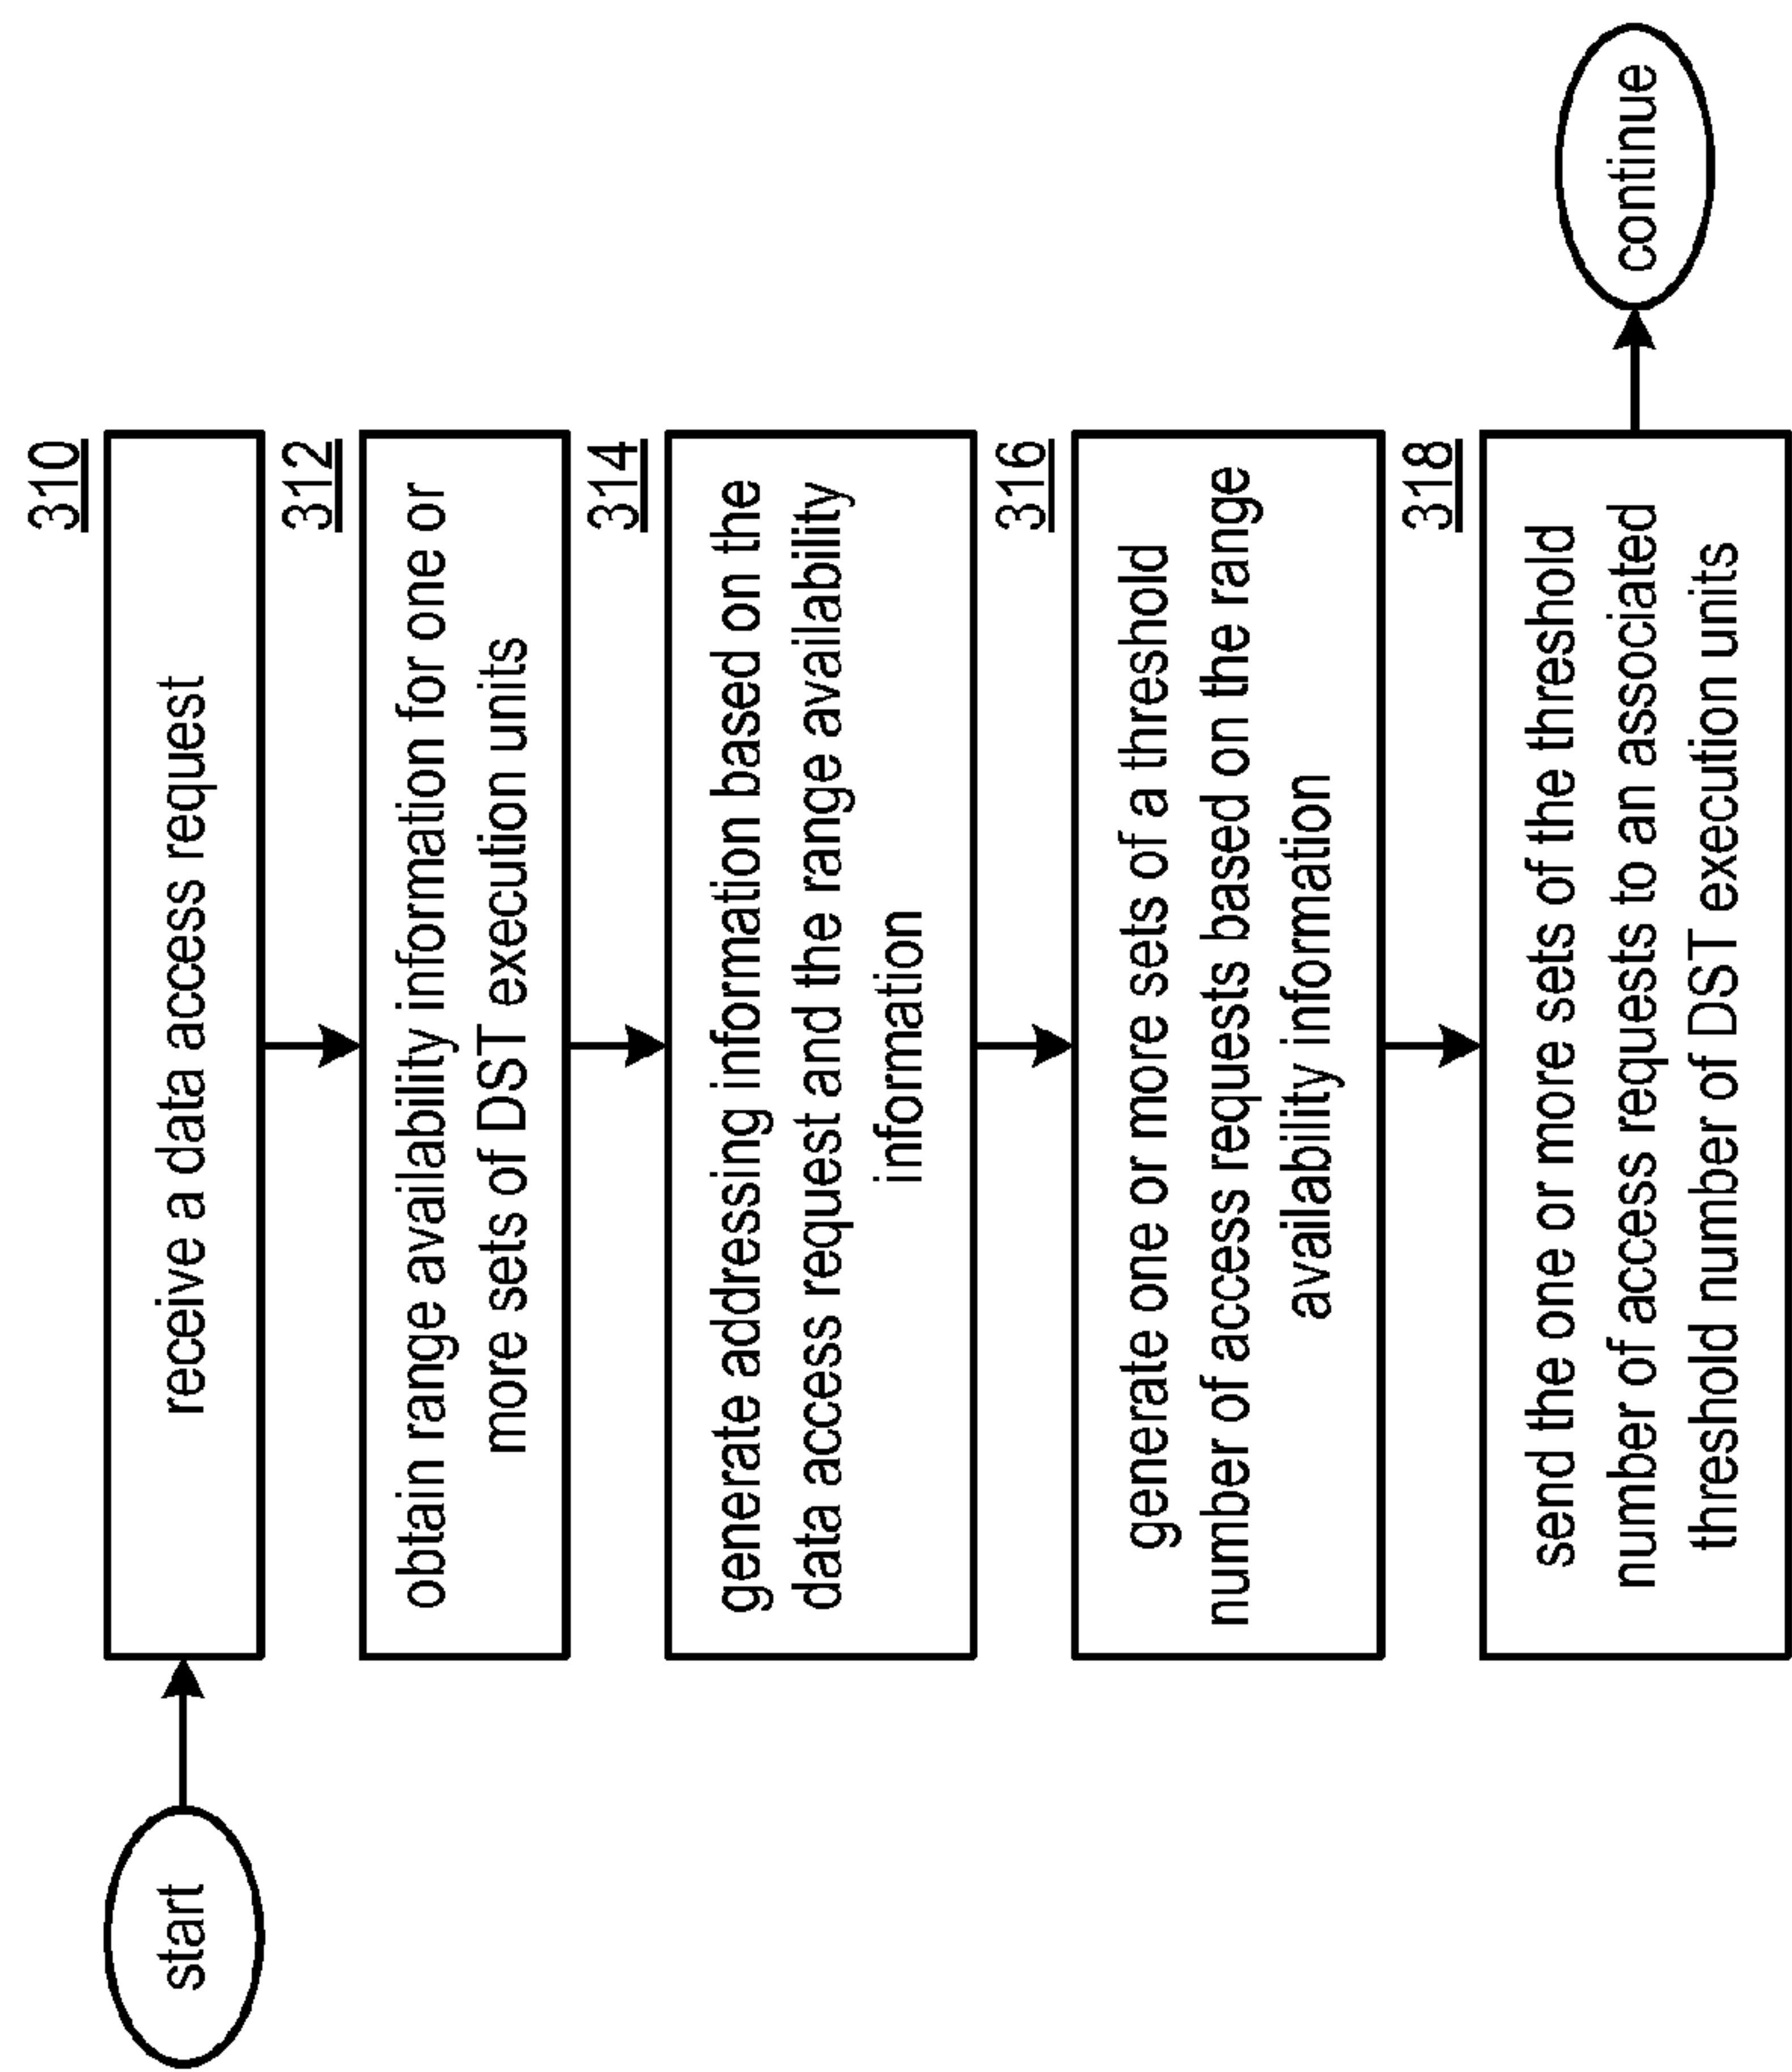 start
310
receive a data access request
312
obtain range availability information for one or
more sets of DST execution units
314
generate addressing information based on the
data access request and the range availability
information
316
generate one or more sets of a threshold
number of access requests based on the range
availability information
318
send the one or more sets of the threshold
number of access requests to an associated
threshold number of DST execution units
continue